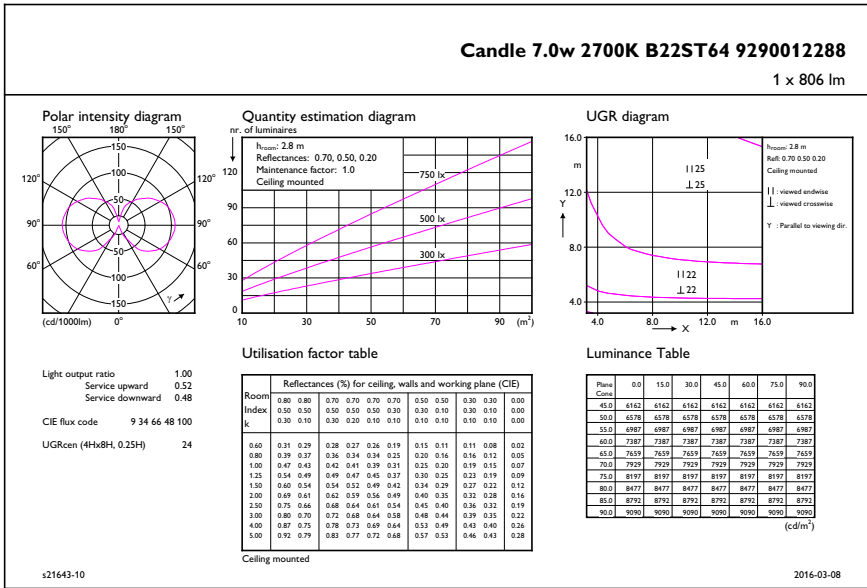 Candle 7.0w 2700K B22ST64 9290012288
1 x 806 lm
Polar intensity diagram
150° 180° 150°
120° 120°
90° 90°
60° 60°
150
100
50
50
100
150
γ
(cd/1000lm) 0°
Quantity estimation diagram
nr. of luminaires
hroom: 2.8 m
Reflectances: 0.70, 0.50, 0.20
Maintenance factor: 1.0
Ceiling mounted
120
90
60
30
0
750 lx
500 lx
300 lx
10 30 50 70 90 (m²)
UGR diagram
16.0
m
12.0
Y
8.0
4.0
||25
⊥25
||22
⊥22
4.0 8.0 12.0 m 16.0
X
hroom: 2.8 m
Refl: 0.70 0.50 0.20
Ceiling mounted
|| : viewed endwise
⊥ : viewed crosswise
Y : Parallel to viewing dir.
Light output ratio 1.00
Service upward 0.52
Service downward 0.48
CIE flux code 9 34 66 48 100
UGRcen (4Hx8H, 0.25H) 24
Utilisation factor table
Room Index k
Reflectances (%) for ceiling, walls and working plane (CIE)
0.80 0.80 0.70 0.70 0.70 0.70 0.50 0.50 0.30 0.30 0.00
0.50 0.50 0.50 0.50 0.50 0.30 0.30 0.10 0.30 0.10 0.00
0.30 0.10 0.30 0.20 0.10 0.10 0.10 0.10 0.10 0.10 0.00
0.60 0.31 0.29 0.28 0.27 0.26 0.19 0.15 0.11 0.11 0.08 0.02
0.80 0.39 0.37 0.36 0.34 0.34 0.25 0.20 0.16 0.16 0.12 0.05
1.00 0.47 0.43 0.42 0.41 0.39 0.31 0.25 0.20 0.19 0.15 0.07
1.25 0.54 0.49 0.49 0.47 0.45 0.37 0.30 0.25 0.23 0.19 0.09
1.50 0.60 0.54 0.54 0.52 0.49 0.42 0.34 0.29 0.27 0.22 0.12
2.00 0.69 0.61 0.62 0.59 0.56 0.49 0.40 0.35 0.32 0.28 0.16
2.50 0.75 0.66 0.68 0.64 0.61 0.54 0.45 0.40 0.36 0.32 0.19
3.00 0.80 0.70 0.72 0.68 0.64 0.58 0.48 0.44 0.39 0.35 0.22
4.00 0.87 0.75 0.78 0.73 0.69 0.64 0.53 0.49 0.43 0.40 0.26
5.00 0.92 0.79 0.83 0.77 0.72 0.68 0.57 0.53 0.46 0.43 0.28
Ceiling mounted
Luminance Table
Plane 0.0 15.0 30.0 45.0 60.0 75.0 90.0
Cone
45.0 6162 6162 6162 6162 6162 6162 6162
50.0 6578 6578 6578 6578 6578 6578 6578
55.0 6987 6987 6987 6987 6987 6987 6987
60.0 7387 7387 7387 7387 7387 7387 7387
65.0 7659 7659 7659 7659 7659 7659 7659
70.0 7929 7929 7929 7929 7929 7929 7929
75.0 8197 8197 8197 8197 8197 8197 8197
80.0 8477 8477 8477 8477 8477 8477 8477
85.0 8792 8792 8792 8792 8792 8792 8792
90.0 9090 9090 9090 9090 9090 9090 9090
(cd/m²)
s21643-10
2016-03-08